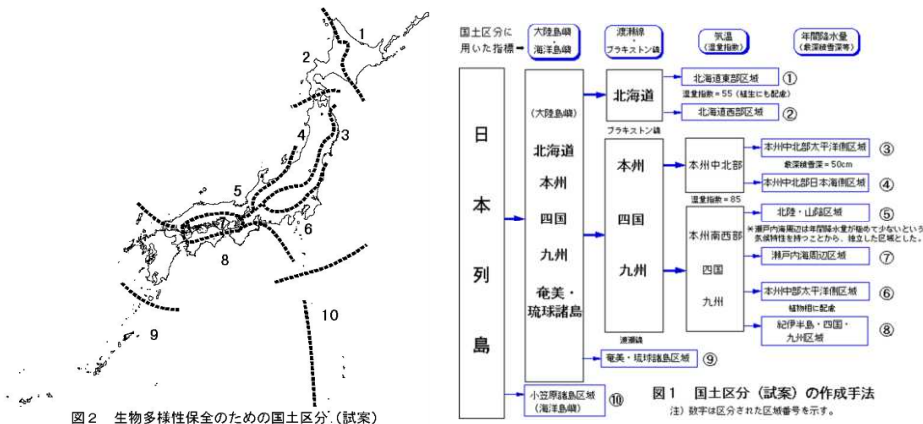 1
2
3
4
5
6
8
9
10
図2 生物多様性保全のための国土区分(試案)
国土区分に
用いた指標→
大陸島嶼
・
海洋島嶼
渡瀬線
・
ブラキストン線
気温
(温量指数)
年間降水量
(最深積雪深等)
日本列島
(大陸島嶼)
北海道
本州
四国
九州
奄美・
琉球諸島
北海道
ブラキストン線
本州
四国
九州
渡瀬線
本州中北部
温量指数=85
本州南西部
四国
九州
北海道東部区域 ①
温量指数=55(植生にも配慮)
北海道西部区域 ②
本州中北部太平洋側区域 ③
最深積雪深=50cm
本州中北部日本海側区域 ④
北陸・山陰区域 ⑤
*瀬戸内海周辺は年間降水量が極めて少ないという
気候特性を持つことから、独立した区域とした。
瀬戸内海周辺区域 ⑦
本州中部太平洋側区域 ⑥
植物相に配慮
紀伊半島・四国・
九州区域 ⑧
奄美・琉球諸島区域 ⑨
小笠原諸島区域
(海洋島嶼) ⑩
図1 国土区分(試案)の作成手法
注)数字は区分された区域番号を示す。